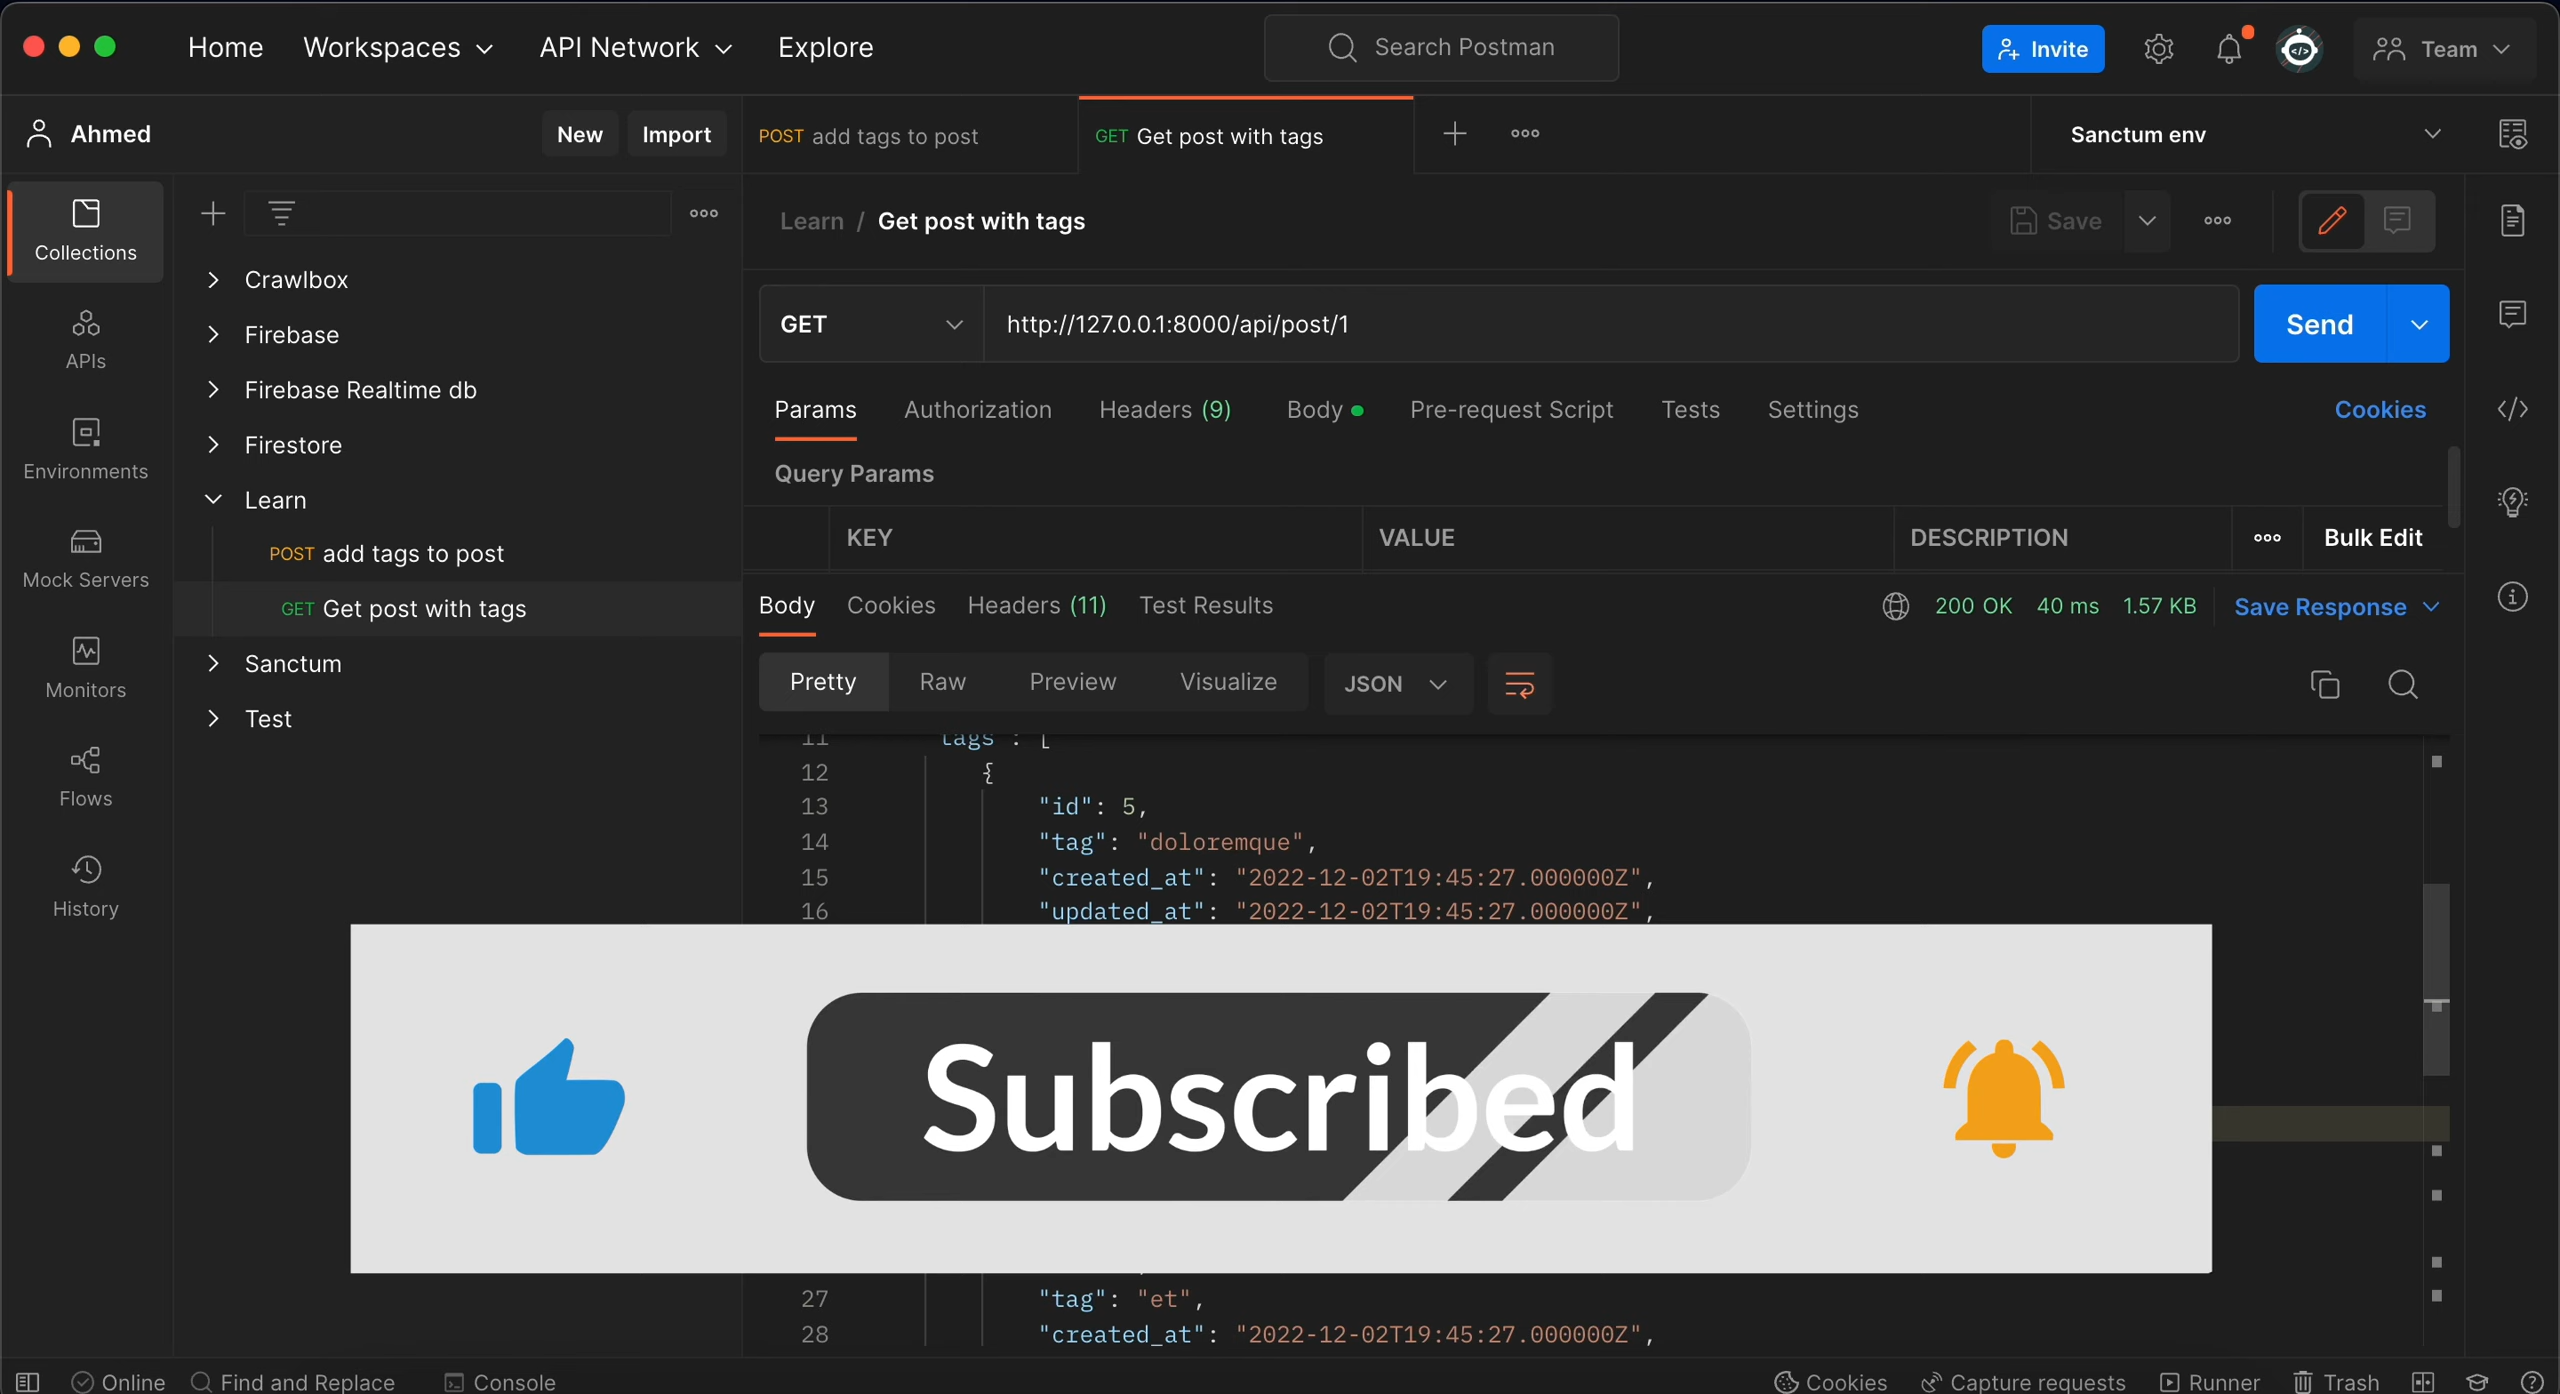 Home Workspaces API Network Explore Search Postman Invite Team
Ahmed New Import POST add tags to post GET Get post with tags Sanctum env
Collections
APIs
Environments
Mock Servers
Monitors
Flows
History
Crawlbox
Firebase
Firebase Realtime db
Firestore
Learn
POST add tags to post
GET Get post with tags
Sanctum
Test
Learn / Get post with tags Save
GET http://127.0.0.1:8000/api/post/1 Send
Params Authorization Headers (9) Body Pre-request Script Tests Settings Cookies
Query Params
KEY VALUE DESCRIPTION Bulk Edit
Body Cookies Headers (11) Test Results 200 OK 40 ms 1.57 KB Save Response
Pretty Raw Preview Visualize JSON
11 tags : [
12 {
13 "id": 5,
14 "tag": "doloremque",
15 "created_at": "2022-12-02T19:45:27.000000Z",
16 "updated_at": "2022-12-02T19:45:27.000000Z",
Subscribed
27 "tag": "et",
28 "created_at": "2022-12-02T19:45:27.000000Z",
Online Find and Replace Console Cookies Capture requests Runner Trash